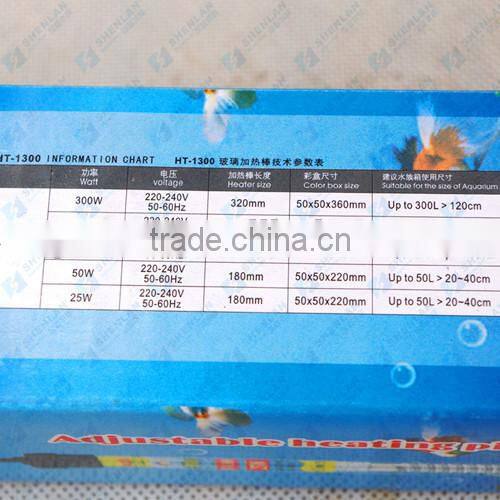 HT-1300 INFORMATION CHART HT-1300 玻璃加热棒技术参数表
功率 电压 加热棒长度 彩盒尺寸 建议水族箱使用尺寸
Watt voltage Heater size Color box size Suitable for the size of Aquarium
300W 220-240V 50-60Hz 320mm 50x50x360mm Up to 300L > 120cm
220-240V
trade.china.cn
50W 220-240V 50-60Hz 180mm 50x50x220mm Up to 50L > 20~40cm
25W 220-240V 50-60Hz 180mm 50x50x220mm Up to 50L > 20~40cm
Adjustable heating
SHENLAN